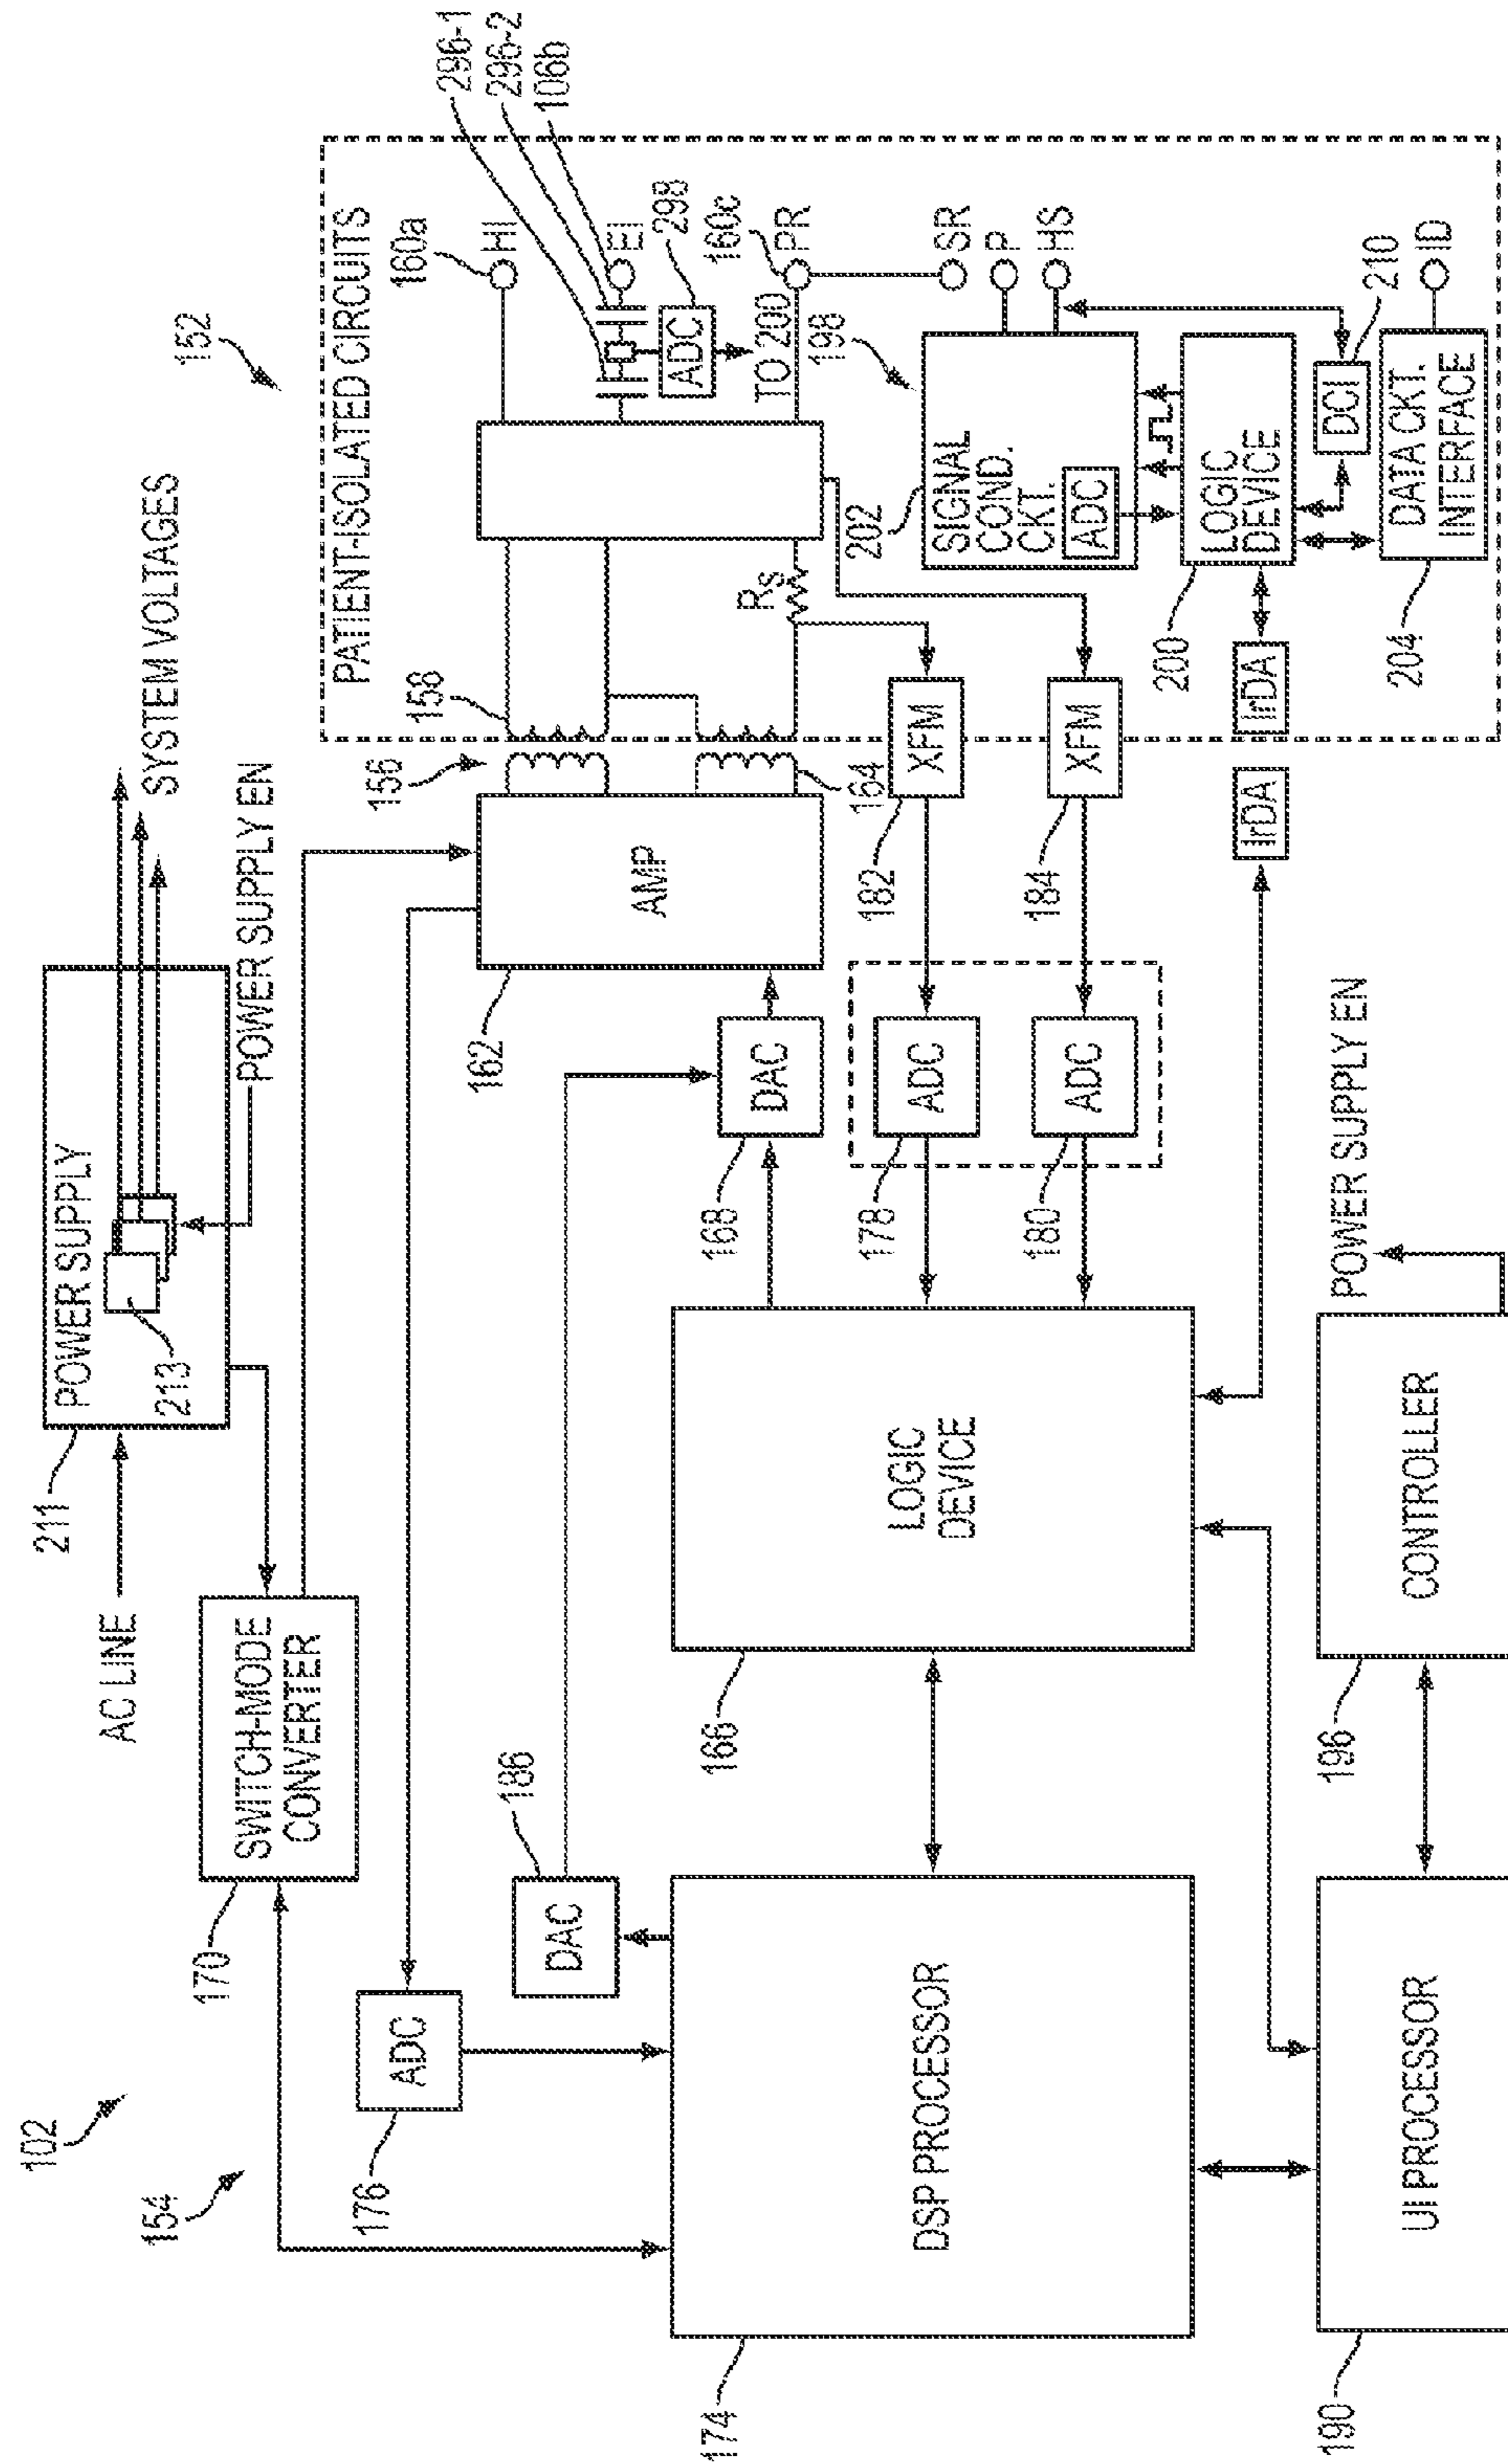 102
154
152
211
AC LINE
POWER SUPPLY
213
SYSTEM VOLTAGES
POWER SUPPLY EN
170
SWITCH-MODE
CONVERTER
176
ADC
186
DAC
162
AMP
156
158
164
PATIENT-ISOLATED CIRCUITS
160a
HI
296-1
296-2
106b
EI
ADC
298
TO 200
160c
PR
RS
168
DAC
178
ADC
180
ADC
182
XFM
184
XFM
198
202
SIGNAL
COND.
CKT.
ADC
SR
P
HS
200
LOGIC
DEVICE
DCI
210
204
DATA CKT.
INTERFACE
ID
IrDA
IrDA
174
DSP PROCESSOR
166
LOGIC
DEVICE
190
UI PROCESSOR
196
CONTROLLER
POWER SUPPLY EN